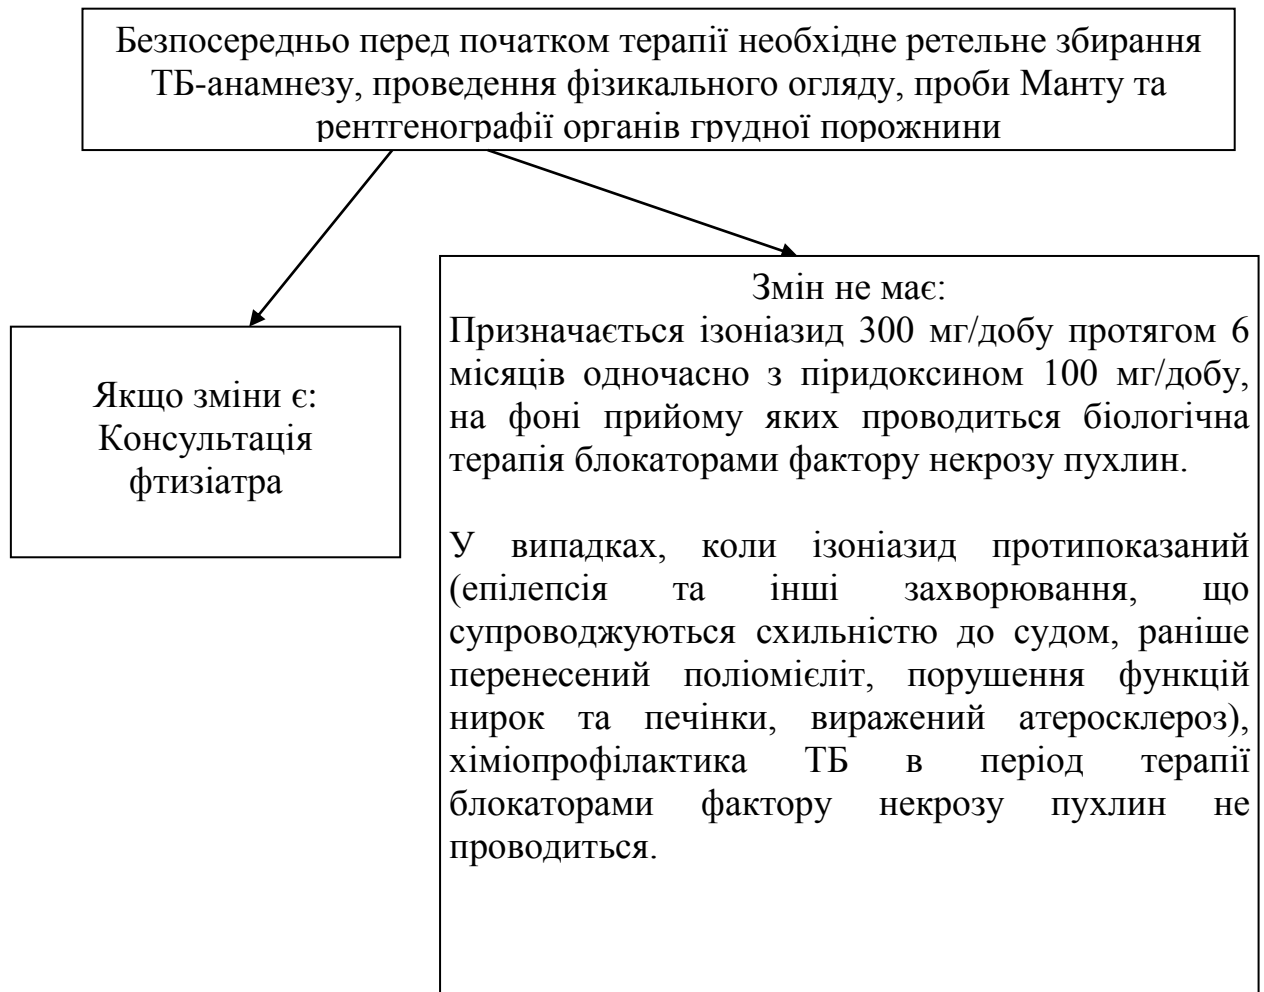 Безпосередньо перед початком терапії необхідне ретельне збирання
ТБ-анамнезу, проведення фізикального огляду, проби Манту та
рентгенографії органів грудної порожнини
Якщо зміни є:
Консультація
фтизіатра
Змін не має:
Призначається ізоніазид 300 мг/добу протягом 6
місяців одночасно з піридоксином 100 мг/добу,
на фоні прийому яких проводиться біологічна
терапія блокаторами фактору некрозу пухлин.
У випадках, коли ізоніазид протипоказаний
(епілепсія та інші захворювання, що
супроводжуються схильністю до судом, раніше
перенесений поліомієліт, порушення функцій
нирок та печінки, виражений атеросклероз),
хіміопрофілактика ТБ в період терапії
блокаторами фактору некрозу пухлин не
проводиться.